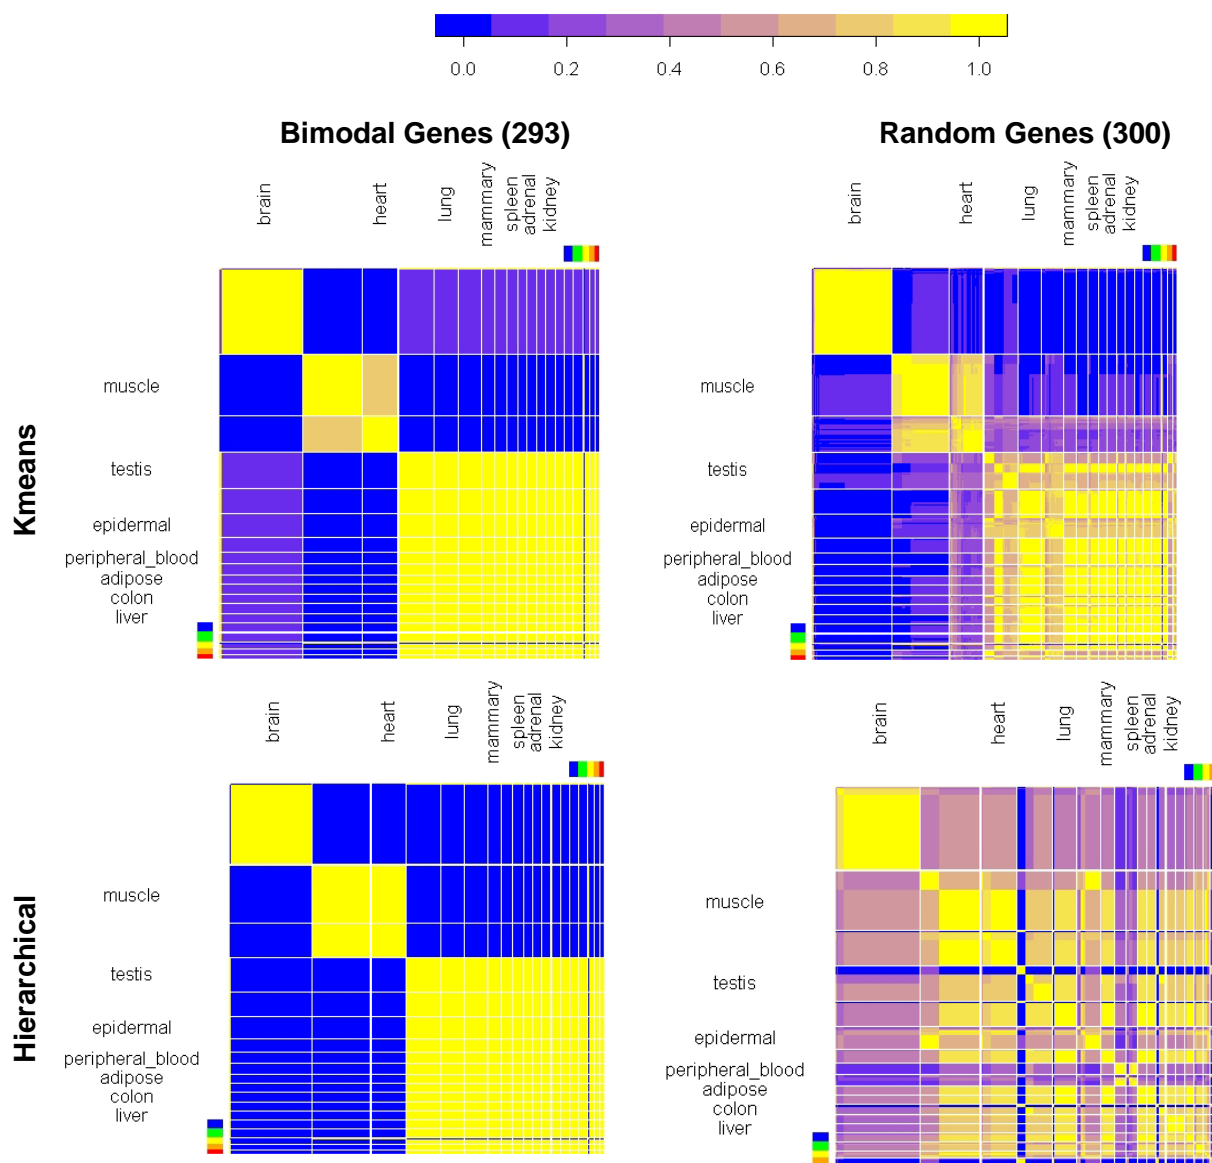 0.0 0.2 0.4 0.6 0.8 1.0
Bimodal Genes (293) Random Genes (300)
brain heart lung mammary spleen adrenal kidney
brain heart lung mammary spleen adrenal kidney
Kmeans
muscle
testis
epidermal
peripheral_blood
adipose
colon
liver
muscle
testis
epidermal
peripheral_blood
adipose
colon
liver
brain heart lung mammary spleen adrenal kidney
brain heart lung mammary spleen adrenal kidney
Hierarchical
muscle
testis
epidermal
peripheral_blood
adipose
colon
liver
muscle
testis
epidermal
peripheral_blood
adipose
colon
liver